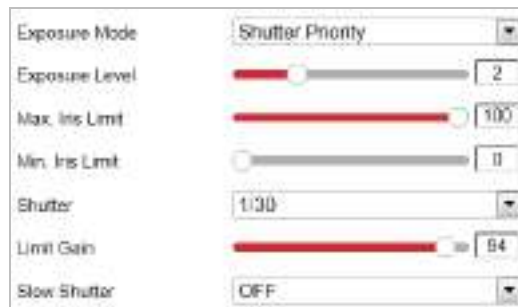 Exposure Mode Shutter Priority
Exposure Level 2
Max. Iris Limit 100
Min. Iris Limit 0
Shutter 1/30
Limit Gain 94
Slow Shutter OFF